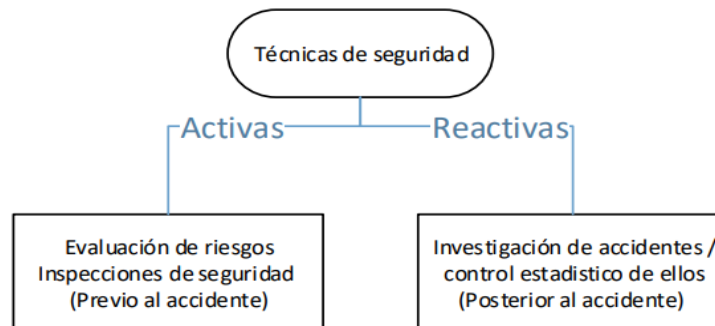 Técnicas de seguridad
Activas
Reactivas
Evaluación de riesgos
Inspecciones de seguridad
(Previo al accidente)
Investigación de accidentes /
control estadistico de ellos
(Posterior al accidente)